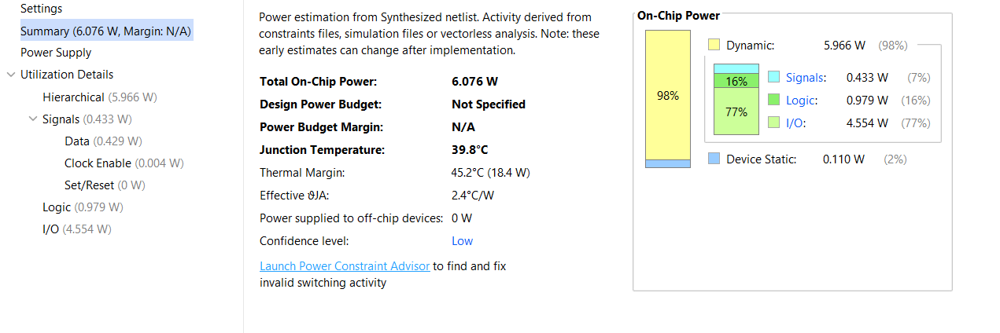 Settings
Summary (6.076 W, Margin: N/A)
Power Supply
Utilization Details
Hierarchical (5.966 W)
Signals (0.433 W)
Data (0.429 W)
Clock Enable (0.004 W)
Set/Reset (0 W)
Logic (0.979 W)
I/O (4.554 W)
Power estimation from Synthesized netlist. Activity derived from
constraints files, simulation files or vectorless analysis. Note: these
early estimates can change after implementation.
Total On-Chip Power: 6.076 W
Design Power Budget: Not Specified
Power Budget Margin: N/A
Junction Temperature: 39.8°C
Thermal Margin: 45.2°C (18.4 W)
Effective ϑJA: 2.4°C/W
Power supplied to off-chip devices: 0 W
Confidence level: Low
Launch Power Constraint Advisor to find and fix
invalid switching activity
On-Chip Power
98%
Dynamic: 5.966 W (98%)
16%
77%
Signals: 0.433 W (7%)
Logic: 0.979 W (16%)
I/O: 4.554 W (77%)
Device Static: 0.110 W (2%)